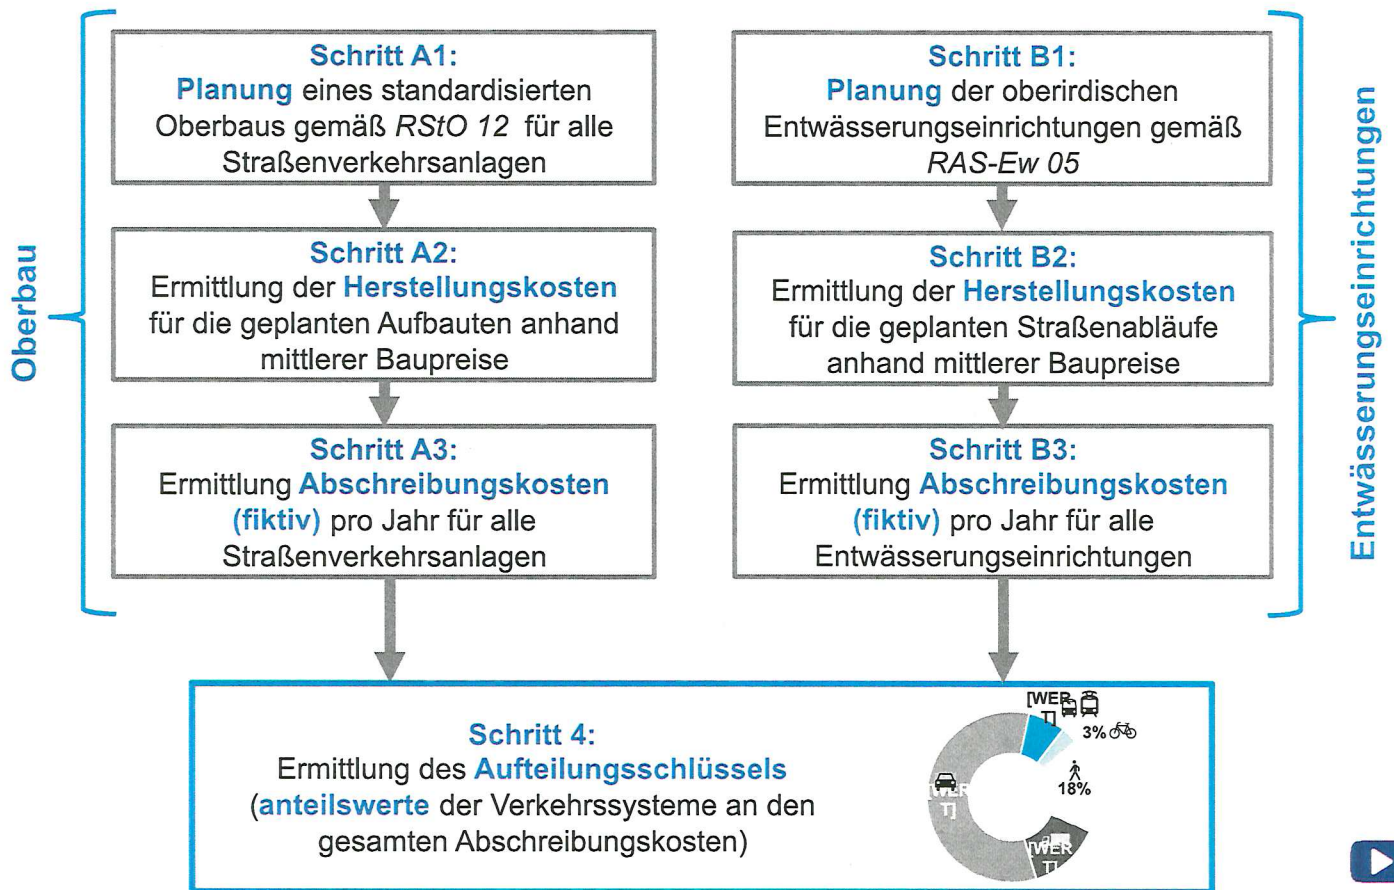 Oberbau
Schritt A1:
Planung eines standardisierten
Oberbaus gemäß RStO 12 für alle
Straßenverkehrsanlagen
Schritt A2:
Ermittlung der Herstellungskosten
für die geplanten Aufbauten anhand
mittlerer Baupreise
Schritt A3:
Ermittlung Abschreibungskosten
(fiktiv) pro Jahr für alle
Straßenverkehrsanlagen
Schritt B1:
Planung der oberirdischen
Entwässerungseinrichtungen gemäß
RAS-Ew 05
Schritt B2:
Ermittlung der Herstellungskosten
für die geplanten Straßenabläufe
anhand mittlerer Baupreise
Schritt B3:
Ermittlung Abschreibungskosten
(fiktiv) pro Jahr für alle
Entwässerungseinrichtungen
Entwässerungseinrichtungen
Schritt 4:
Ermittlung des Aufteilungsschlüssels
(anteilswerte der Verkehrssysteme an den
gesamten Abschreibungskosten)
[WER
T]
3%
18%
[WER
T]
[WER
T]